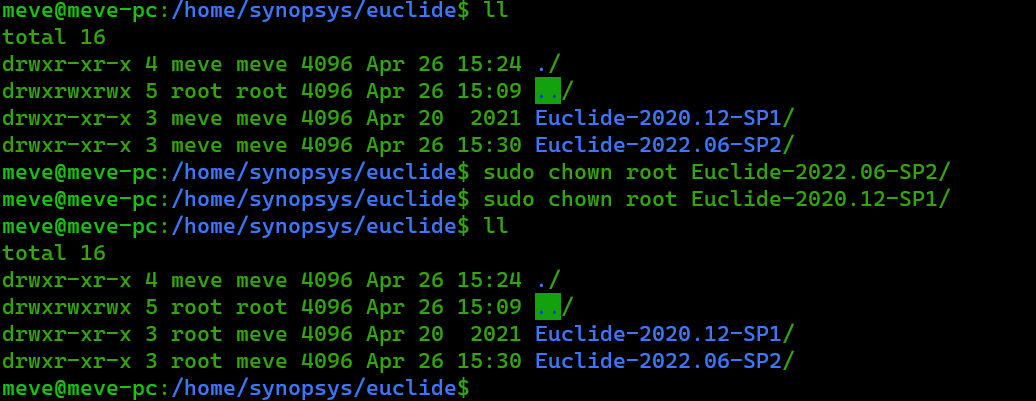 meve@meve-pc:/home/synopsys/euclide$ ll
total 16
drwxr-xr-x 4 meve meve 4096 Apr 26 15:24 ./
drwxrwxrwx 5 root root 4096 Apr 26 15:09 ../
drwxr-xr-x 3 meve meve 4096 Apr 20  2021 Euclide-2020.12-SP1/
drwxr-xr-x 3 meve meve 4096 Apr 26 15:30 Euclide-2022.06-SP2/
meve@meve-pc:/home/synopsys/euclide$ sudo chown root Euclide-2022.06-SP2/
meve@meve-pc:/home/synopsys/euclide$ sudo chown root Euclide-2020.12-SP1/
meve@meve-pc:/home/synopsys/euclide$ ll
total 16
drwxr-xr-x 4 meve meve 4096 Apr 26 15:24 ./
drwxrwxrwx 5 root root 4096 Apr 26 15:09 ../
drwxr-xr-x 3 root meve 4096 Apr 20  2021 Euclide-2020.12-SP1/
drwxr-xr-x 3 root meve 4096 Apr 26 15:30 Euclide-2022.06-SP2/
meve@meve-pc:/home/synopsys/euclide$